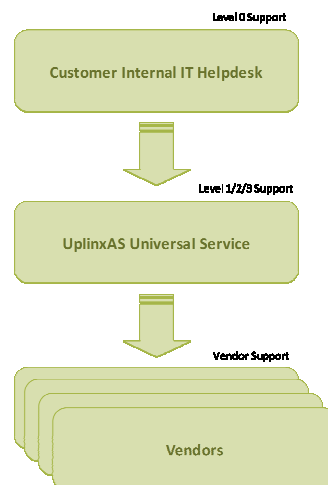 Level 0 Support
Customer Internal IT Helpdesk
Level 1/2/3 Support
UplinxAS Universal Service
Vendor Support
Vendors